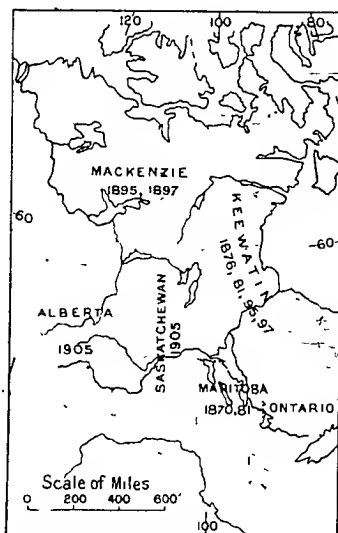 120 100 80
MACKENZIE
1895, 1897
KEEWATIN
1876, 81, 95, 97
60 60
ALBERTA
1905
SASKATCHEWAN
1905
MARITOBA
1870,81
ONTARIO
Scale of Miles
0 200 400 600
100